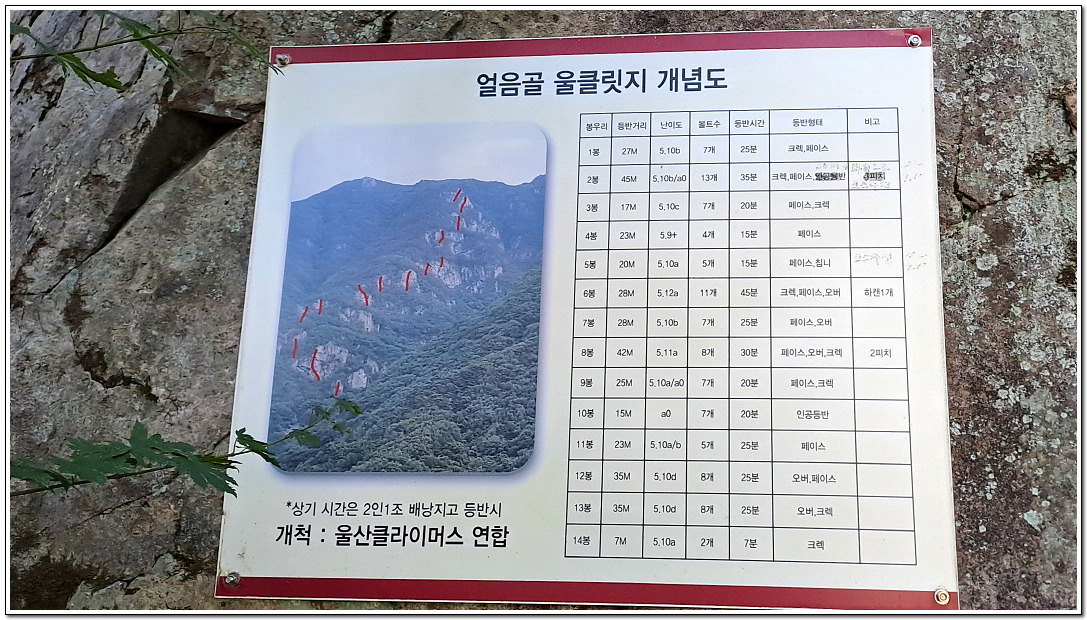 얼음골 울클릿지 개념도
봉우리 등반거리 난이도 볼트수 등반시간 등반형태 비고
1봉 27M 5.10b 7개 25분 크렉,페이스
2봉 45M 5.10b/a0 13개 35분 크렉,페이스,
3봉 17M 5.10c 7개 20분 페이스,크렉
4봉 23M 5.9+ 4개 15분 페이스
5봉 20M 5.10a 5개 15분 페이스,침니
6봉 28M 5.12a 11개 45분 크렉,페이스,오버 하켄1개
7봉 28M 5.10b 7개 25분 페이스,오버
8봉 42M 5.11a 8개 30분 페이스,오버,크렉 2피치
9봉 25M 5.10a/a0 7개 20분 페이스,크렉
10봉 15M a0 7개 20분 인공등반
11봉 23M 5.10a/b 5개 25분 페이스
12봉 35M 5.10d 8개 25분 오버,페이스
13봉 35M 5.10d 8개 25분 오버,크렉
14봉 7M 5.10a 2개 7분 크렉
*상기 시간은 2인1조 배낭지고 등반시
개척 : 울산클라이머스 연합